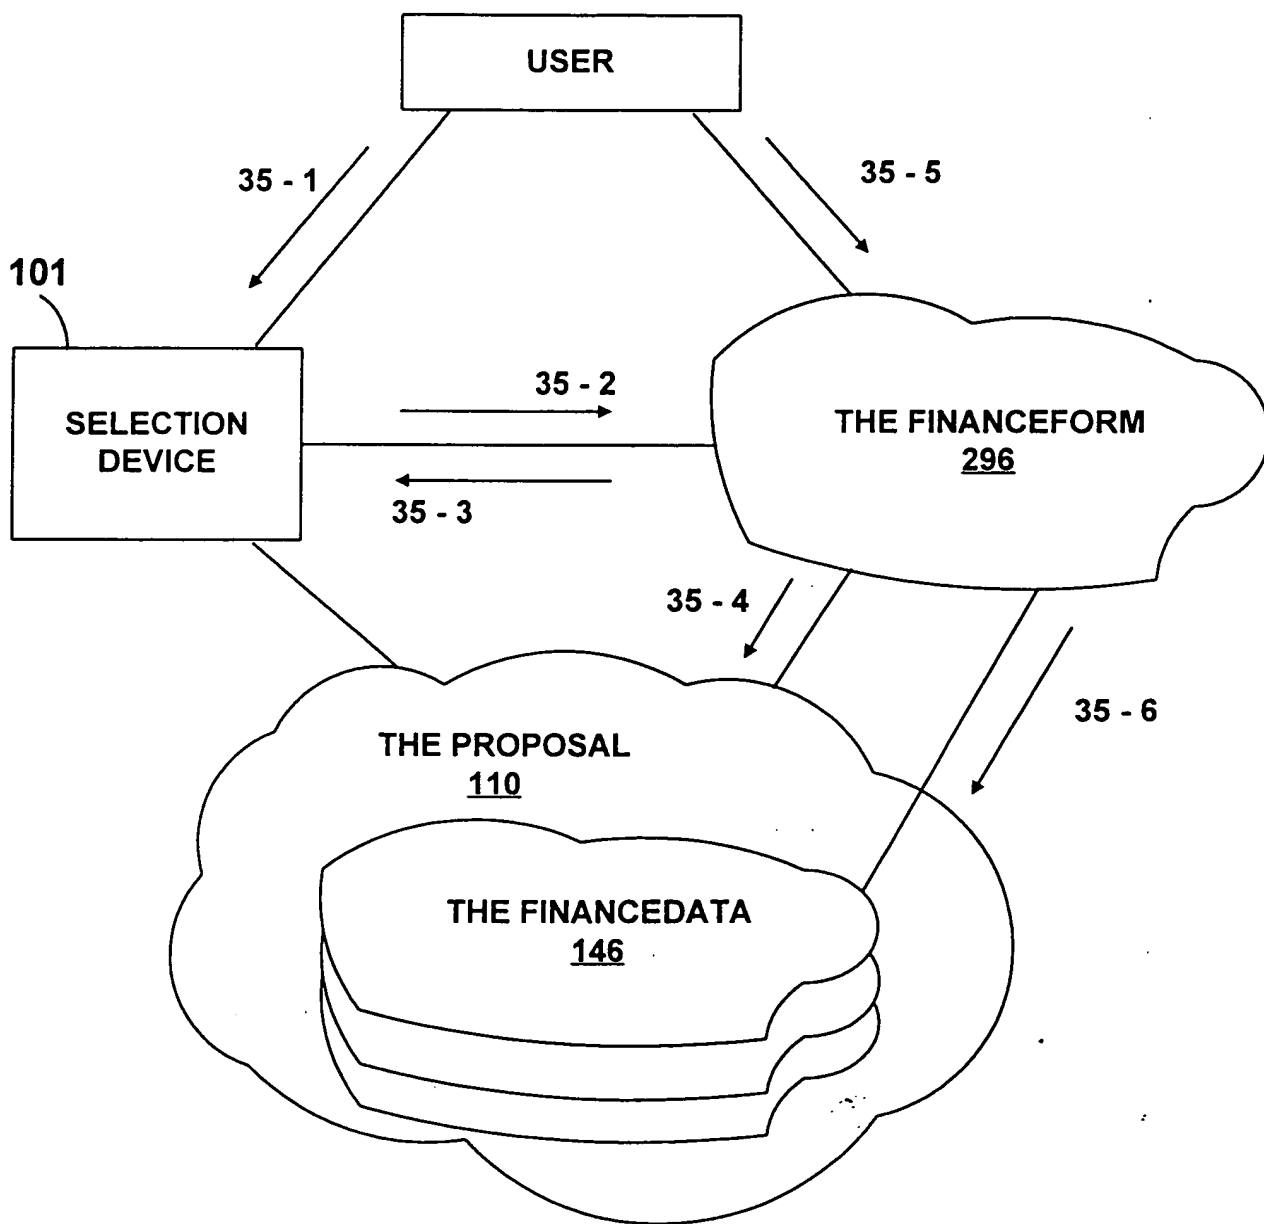 USER
35 - 1
35 - 5
101
35 - 2
SELECTION
DEVICE
THE FINANCEFORM
296
35 - 3
35 - 4
35 - 6
THE PROPOSAL
110
THE FINANCEDATA
146